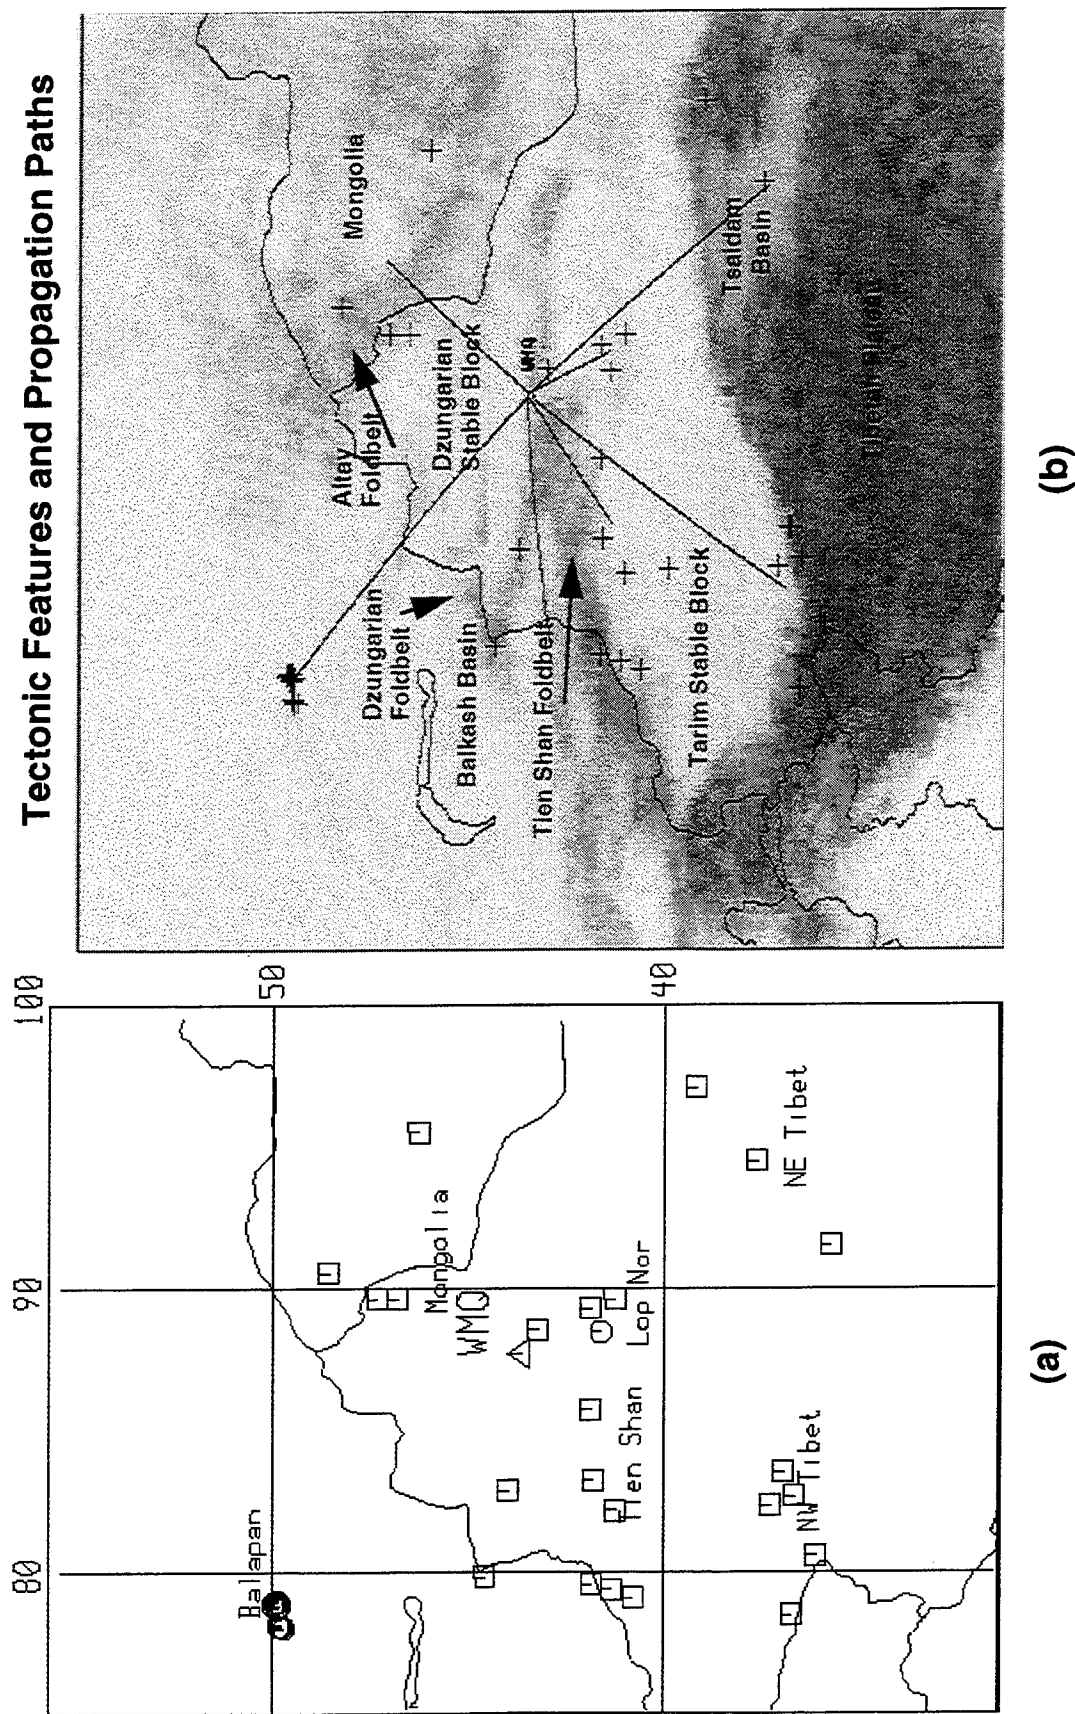 Tectonic Features and Propagation Paths
80
90
100
50
40
Balapan
Mongolia
WMQ
Tien Shan
Lop Nor
NW Tibet
NE Tibet
(a)
Mongolia
Altay
Foldbelt
Dzungarian
Stable Block
Dzungarian
Foldbelt
Balkash Basin
WMQ
Tien Shan Foldbelt
Tarim Stable Block
Tsaidam
Basin
Tibetan Plateau
(b)